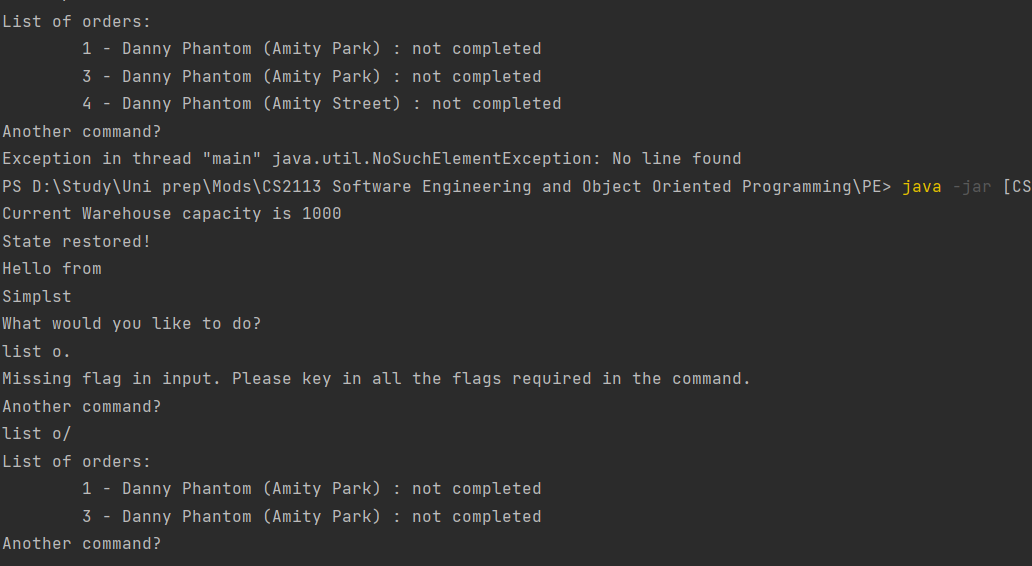 List of orders:
1 - Danny Phantom (Amity Park) : not completed
3 - Danny Phantom (Amity Park) : not completed
4 - Danny Phantom (Amity Street) : not completed
Another command?
Exception in thread "main" java.util.NoSuchElementException: No line found
PS D:\Study\Uni prep\Mods\CS2113 Software Engineering and Object Oriented Programming\PE> java -jar [CS
Current Warehouse capacity is 1000
State restored!
Hello from
Simplst
What would you like to do?
list o.
Missing flag in input. Please key in all the flags required in the command.
Another command?
list o/
List of orders:
1 - Danny Phantom (Amity Park) : not completed
3 - Danny Phantom (Amity Park) : not completed
Another command?